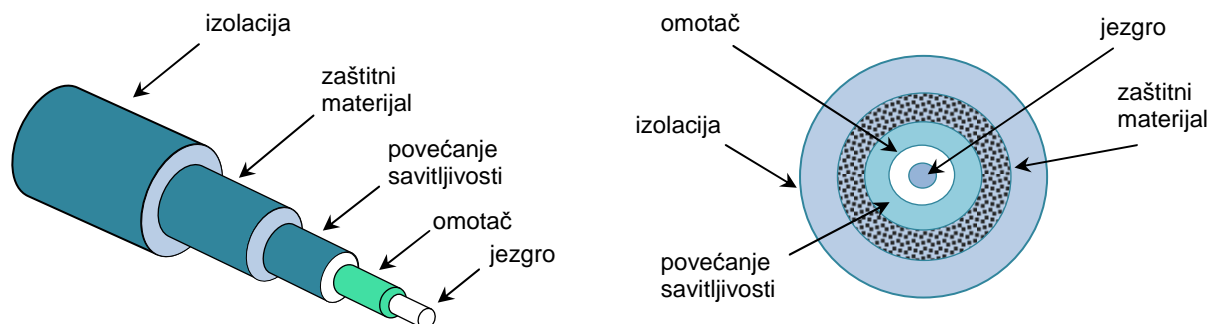 izolacija
zaštitni
materijal
povećanje
savitljivosti
omotač
jezgro
omotač
jezgro
zaštitni
materijal
izolacija
povećanje
savitljivosti